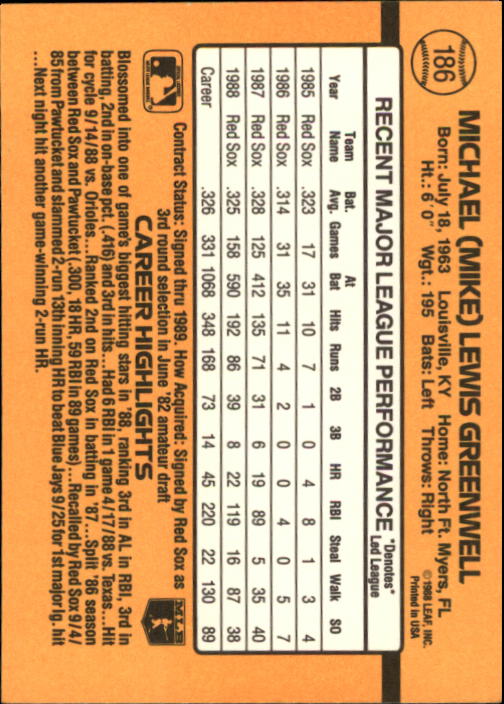 186
MICHAEL (MIKE) LEWIS GREENWELL
Born: July 18, 1963 Louisville, KY Home: North Ft. Myers, FL
Ht.: 6' 0" Wgt.: 195 Bats: Left Throws: Right
©1988 LEAF, INC.
Printed in USA
RECENT MAJOR LEAGUE PERFORMANCE *Denotes* Led League
Year Team Name Bat. Avg. Games At Bat Hits Runs 2B 3B HR RBI Steal Walk SO
1985 Red Sox .323 17 31 10 7 1 0 4 8 1 3 4
1986 Red Sox .314 31 35 11 4 2 0 0 4 0 5 7
1987 Red Sox .328 125 412 135 71 31 6 19 89 5 35 40
1988 Red Sox .325 158 590 192 86 39 8 22 119 16 87 38
Career .326 331 1068 348 168 73 14 45 220 22 130 89
Contract Status: Signed thru 1989. How Acquired: Signed by Red Sox as
3rd round selection in June '82 amateur draft
CAREER HIGHLIGHTS
Blossomed into one of game's biggest hitting stars in '88, ranking 3rd in AL in RBI, 3rd in
batting, 2nd in on-base pct. (.416) and 3rd in hits...Had 6 RBI in 1 game 4/17/88 vs. Texas...Hit
for cycle 9/14/88 vs. Orioles...Ranked 2nd on Red Sox in batting in '87...Split '86 season
between Red Sox and Pawtucket (.300, 18 HR, 59 RBI in 89 games)...Recalled by Red Sox 9/4/
85 from Pawtucket and slammed 2-run 13th inning HR to beat Blue Jays 9/25 for 1st major lg. hit
...Next night hit another game-winning 2-run HR.